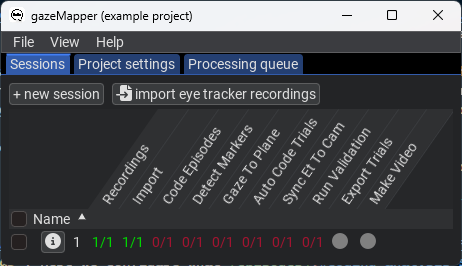 gazeMapper (example project)
File View Help
Sessions Project settings Processing queue
+ new session import eye tracker recordings
Recordings Import Code Episodes Detect Markers Gaze To Plane Auto Code Trials Sync Et To Cam Run Validation Export Trials Make Video
Name
1 1/1 1/1 0/1 0/1 0/1 0/1 0/1 0/1